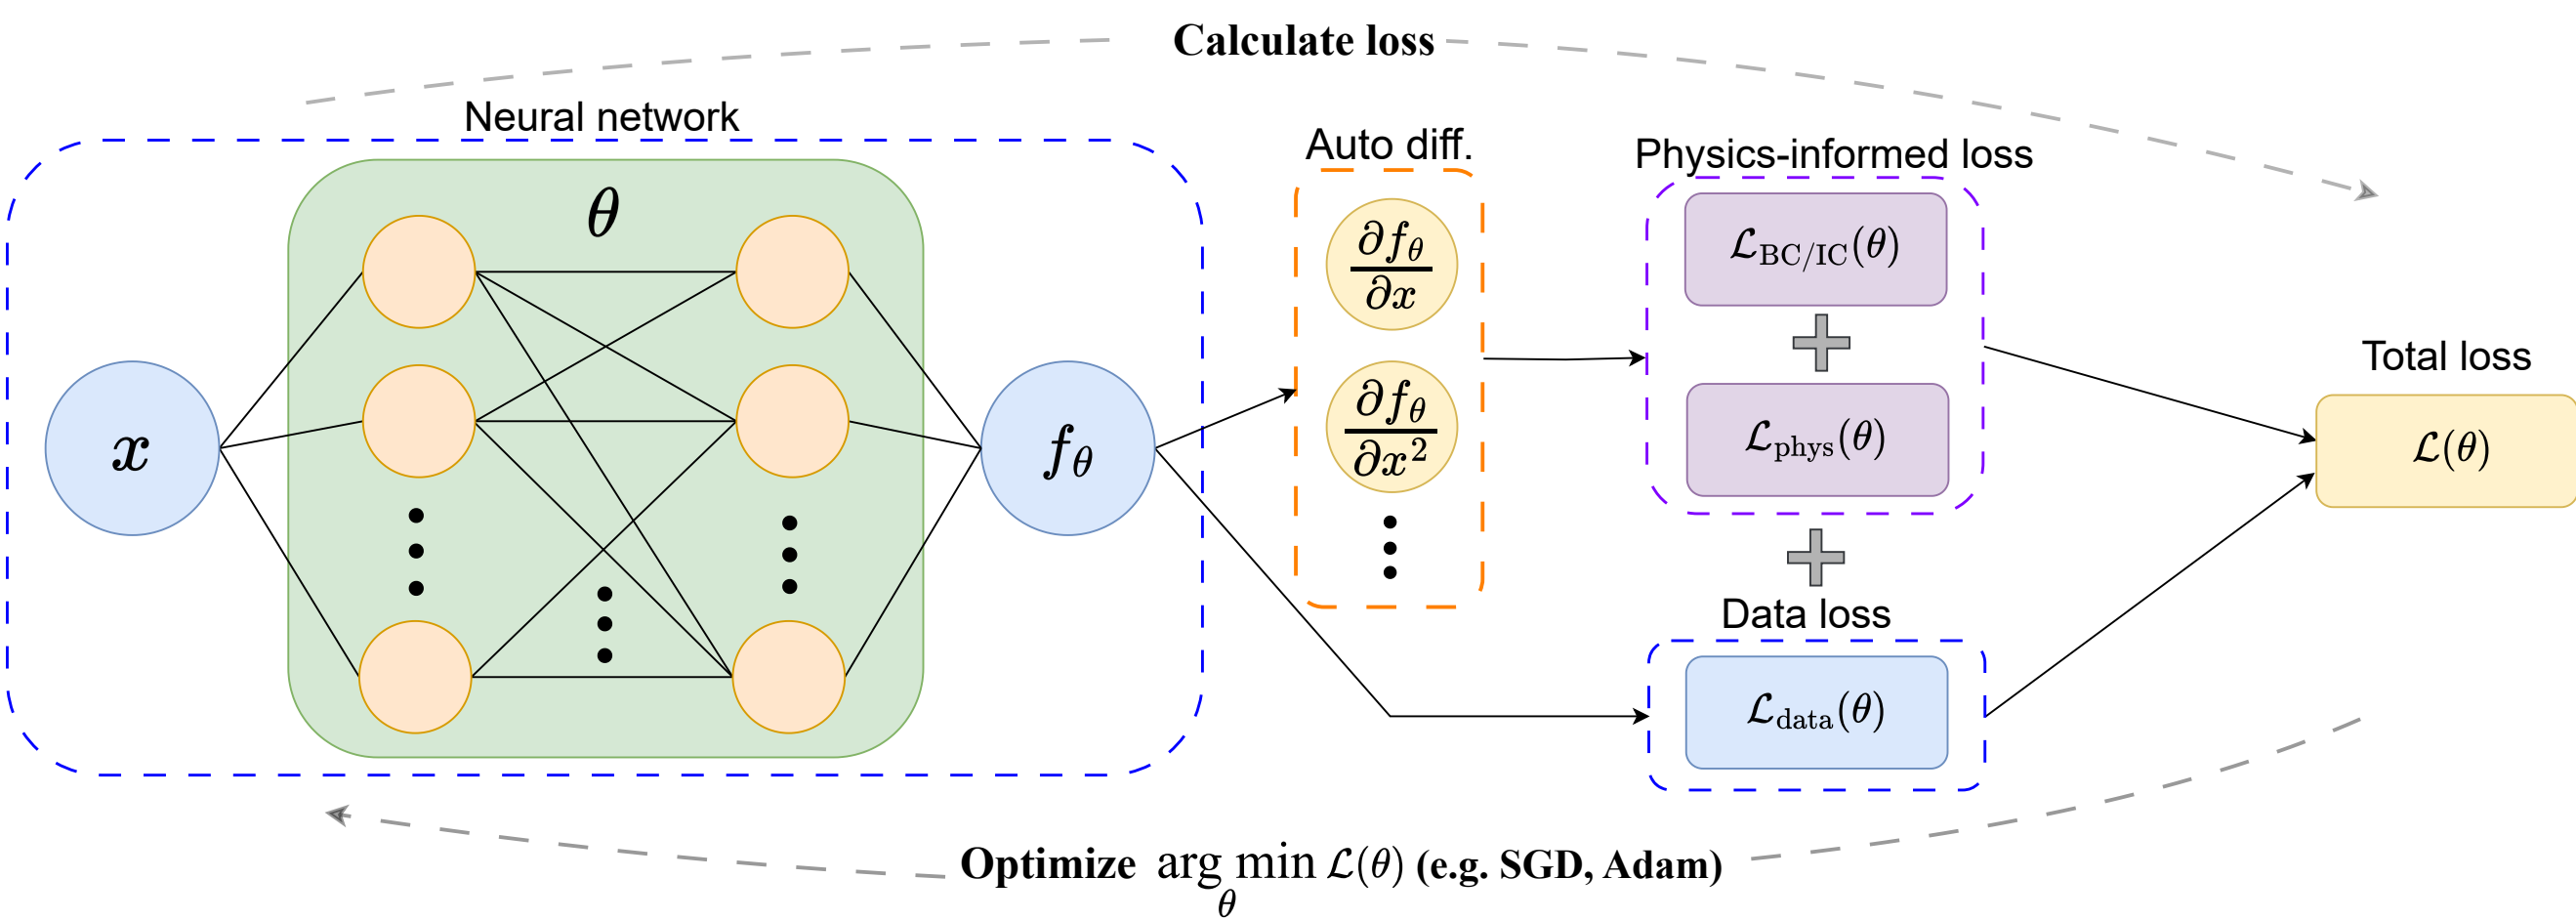 Calculate loss
Neural network
Auto diff.
Physics-informed loss
θ
∂f_θ
∂x
ℒ_BC/IC(θ)
x
f_θ
∂f_θ
∂x²
ℒ_phys(θ)
Total loss
ℒ(θ)
Data loss
ℒ_data(θ)
Optimize arg min ℒ(θ) (e.g. SGD, Adam)
θ